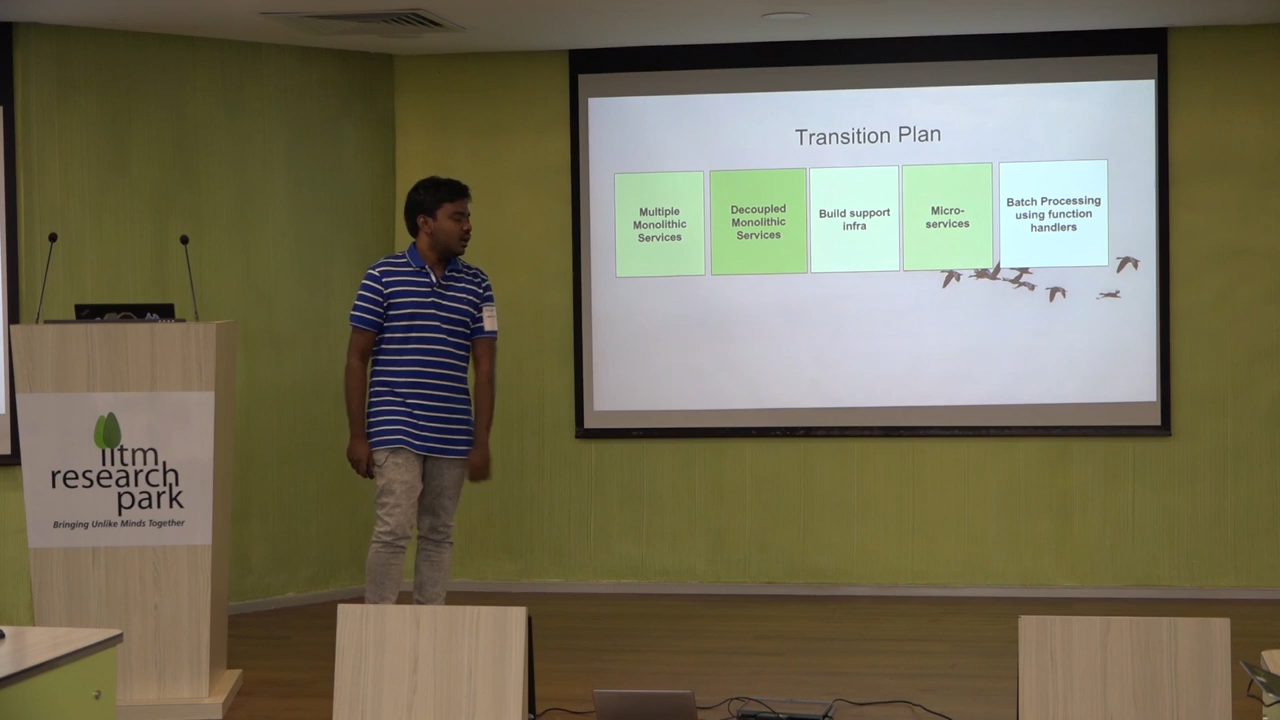 Transition Plan
Multiple
Monolithic
Services
Decoupled
Monolithic
Services
Build support
infra
Micro-
services
Batch Processing
using function
handlers
iitm
research
park
Bringing Unlike Minds Together